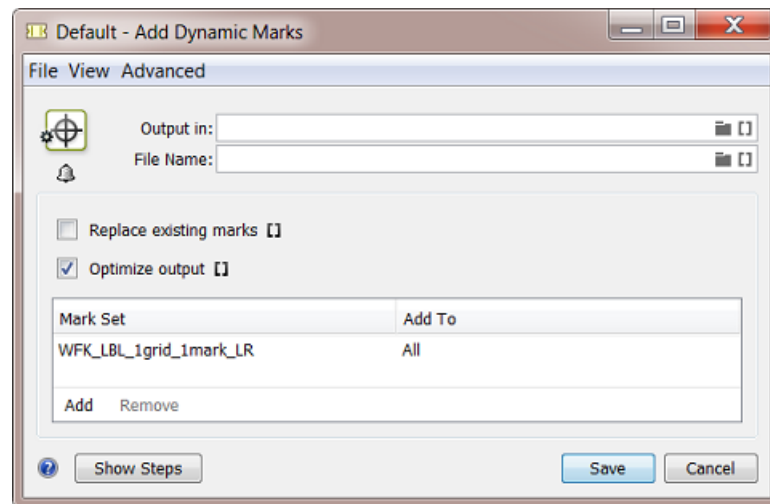 Default - Add Dynamic Marks
File View Advanced
Output in:
File Name:
Replace existing marks []
Optimize output []
Mark Set Add To
WFK_LBL_1grid_1mark_LR All
Add Remove
? Show Steps Save Cancel